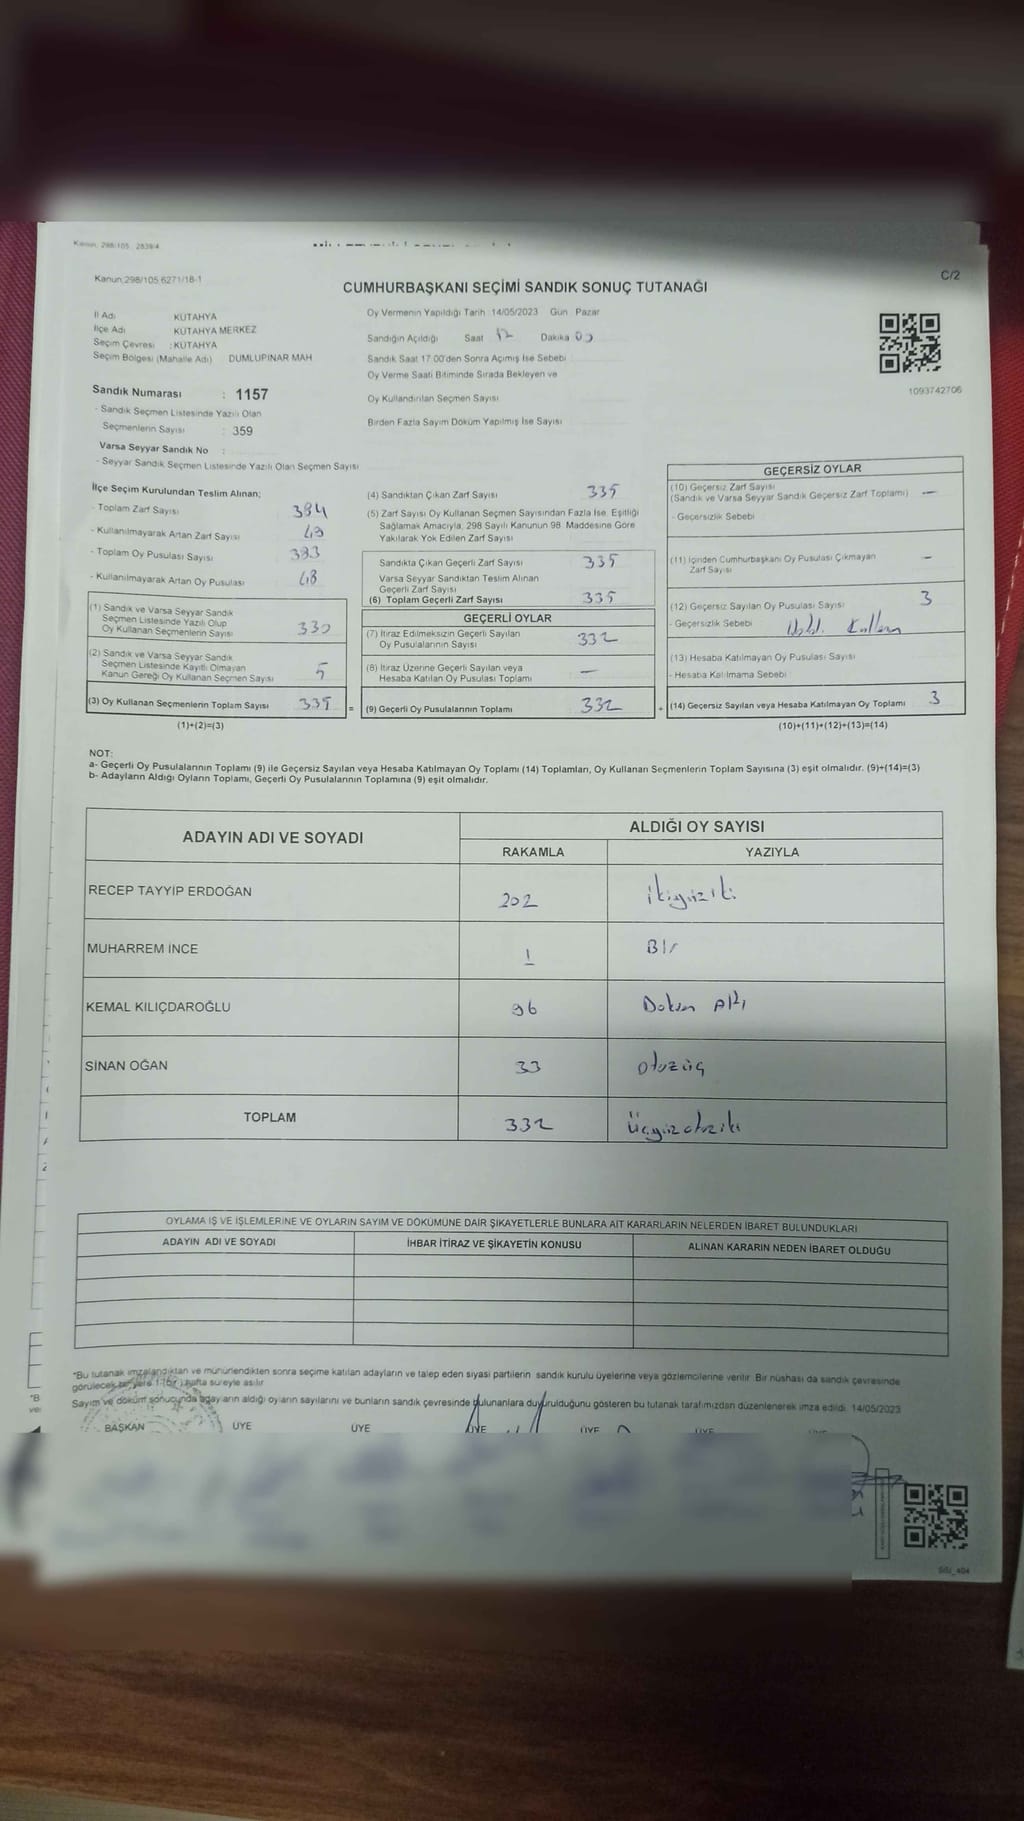 Kanun: 298/105 2839/4
Kanun:298/105 6271/18-1
C/2
CUMHURBAŞKANI SEÇİMİ SANDIK SONUÇ TUTANAĞI
İl Adı KÜTAHYA
İlçe Adı KÜTAHYA MERKEZ
Seçim Çevresi :KÜTAHYA
Seçim Bölgesi (Mahalle Adı) DUMLUPINAR MAH
Oy Vermenin Yapıldığı Tarih 14/05/2023 Gün Pazar
Sandığın Açıldığı Saat Dakika
Sandık Saat 17:00'den Sonra Açımış İse Sebebi
Oy Verme Saati Bitiminde Sırada Bekleyen ve
Oy Kullandırılan Seçmen Sayısı
Birden Fazla Sayım Döküm Yapılmış İse Sayısı
1093742706
Sandık Numarası : 1157
- Sandık Seçmen Listesinde Yazılı Olan
Seçmenlerin Sayısı : 359
Varsa Seyyar Sandık No :
- Seyyar Sandık Seçmen Listesinde Yazılı Olan Seçmen Sayısı
İlçe Seçim Kurulundan Teslim Alınan;
- Toplam Zarf Sayısı 384
- Kullanılmayarak Artan Zarf Sayısı 49
- Toplam Oy Pusulası Sayısı 383
- Kullanılmayarak Artan Oy Pusulası 48
(1) Sandık ve Varsa Seyyar Sandık
Seçmen Listesinde Yazılı Olup
Oy Kullanan Seçmenlerin Sayısı 330
(2) Sandık ve Varsa Seyyar Sandık
Seçmen Listesinde Kayıtlı Olmayan
Kanun Gereği Oy Kullanan Seçmen Sayısı 5
(3) Oy Kullanan Seçmenlerin Toplam Sayısı 335
(1)+(2)=(3)
(4) Sandıktan Çıkan Zarf Sayısı 335
(5) Zarf Sayısı Oy Kullanan Seçmen Sayısından Fazla İse, Eşitliği
Sağlamak Amacıyla, 298 Sayılı Kanunun 98. Maddesine Göre
Yakılarak Yok Edilen Zarf Sayısı
Sandıkta Çıkan Geçerli Zarf Sayısı 335
Varsa Seyyar Sandıktan Teslim Alınan
Geçerli Zarf Sayısı
(6) Toplam Geçerli Zarf Sayısı 335
GEÇERLİ OYLAR
(7) İtiraz Edilmeksizin Geçerli Sayılan
Oy Pusulalarının Sayısı 332
(8) İtiraz Üzerine Geçerli Sayılan veya
Hesaba Katılan Oy Pusulası Toplamı —
= (9) Geçerli Oy Pusulalarının Toplamı 332
GEÇERSİZ OYLAR
(10) Geçersiz Zarf Sayısı
(Sandık ve Varsa Seyyar Sandık Geçersiz Zarf Toplamı) —
- Geçersizlik Sebebi
(11) İçinden Cumhurbaşkanı Oy Pusulası Çıkmayan
Zarf Sayısı —
(12) Geçersiz Sayılan Oy Pusulası Sayısı 3
- Geçersizlik Sebebi
(13) Hesaba Katılmayan Oy Pusulası Sayısı
- Hesaba Katılmama Sebebi
+ (14) Geçersiz Sayılan veya Hesaba Katılmayan Oy Toplamı 3
(10)+(11)+(12)+(13)=(14)
NOT:
a- Geçerli Oy Pusulalarının Toplamı (9) ile Geçersiz Sayılan veya Hesaba Katılmayan Oy Toplamı (14) Toplamları, Oy Kullanan Seçmenlerin Toplam Sayısına (3) eşit olmalıdır. (9)+(14)=(3)
b- Adayların Aldığı Oyların Toplamı, Geçerli Oy Pusulalarının Toplamına (9) eşit olmalıdır.
ADAYIN ADI VE SOYADI ALDIĞI OY SAYISI
RAKAMLA YAZIYLA
RECEP TAYYİP ERDOĞAN 202 ikiyüziki
MUHARREM İNCE 1 Bir
KEMAL KILIÇDAROĞLU 96 Doksan Altı
SİNAN OĞAN 33 otuzüç
TOPLAM 332 Üçyüzotuziki
OYLAMA İŞ VE İŞLEMLERİNE VE OYLARIN SAYIM VE DÖKÜMÜNE DAİR ŞİKAYETLERLE BUNLARA AİT KARARLARIN NELERDEN İBARET BULUNDUKLARI
ADAYIN ADI VE SOYADI İHBAR İTİRAZ VE ŞİKAYETİN KONUSU ALINAN KARARIN NEDEN İBARET OLDUĞU
*Bu tutanak imzalandıktan ve mühürlendikten sonra seçime katılan adayların ve talep eden siyasi partilerin sandık kurulu üyelerine veya gözlemcilerine verilir. Bir nüshası da sandık çevresinde
görülecek bir yere 1 (bir) hafta süreyle asılır
Sayım ve döküm sonucunda adayların aldığı oyların sayılarını ve bunların sandık çevresinde bulunanlara duyurulduğunu gösteren bu tutanak tarafımızdan düzenlenerek imza edildi. 14/05/2023
BAŞKAN ÜYE ÜYE ÜYE ÜYE ÜYE